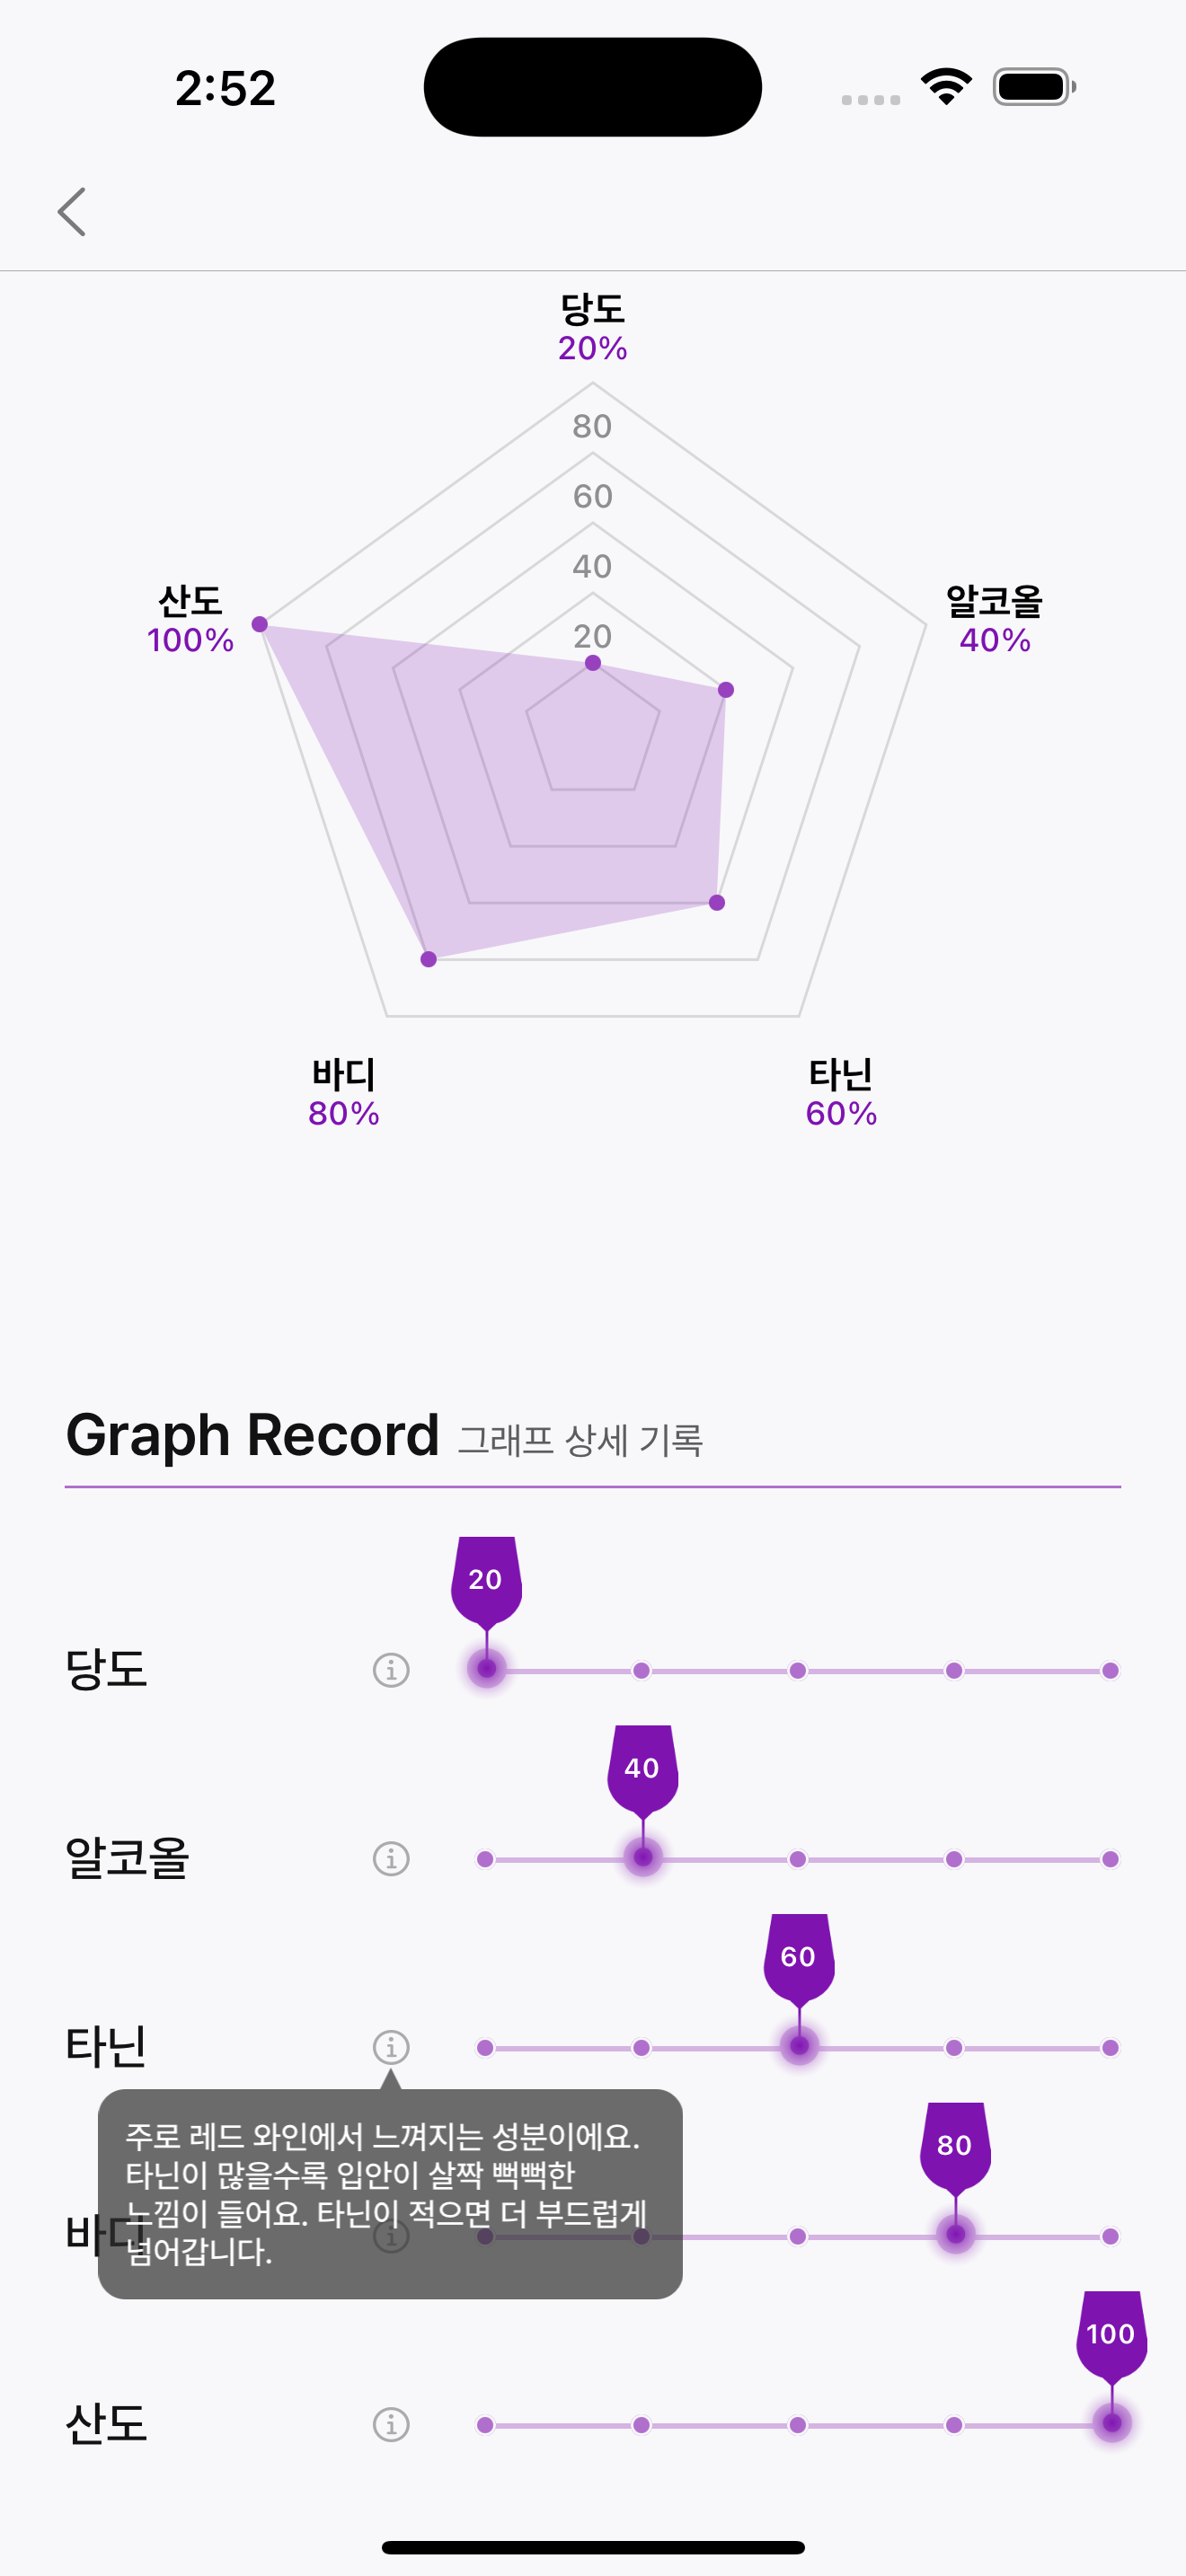 2:52
당도
20%
80
60
40
20
산도
100%
알코올
40%
바디
80%
타닌
60%
Graph Record 그래프 상세 기록
20
당도
40
알코올
60
타닌
주로 레드 와인에서 느껴지는 성분이에요.
타닌이 많을수록 입안이 살짝 뻑뻑한
느낌이 들어요. 타닌이 적으면 더 부드럽게
넘어갑니다.
80
바디
100
산도